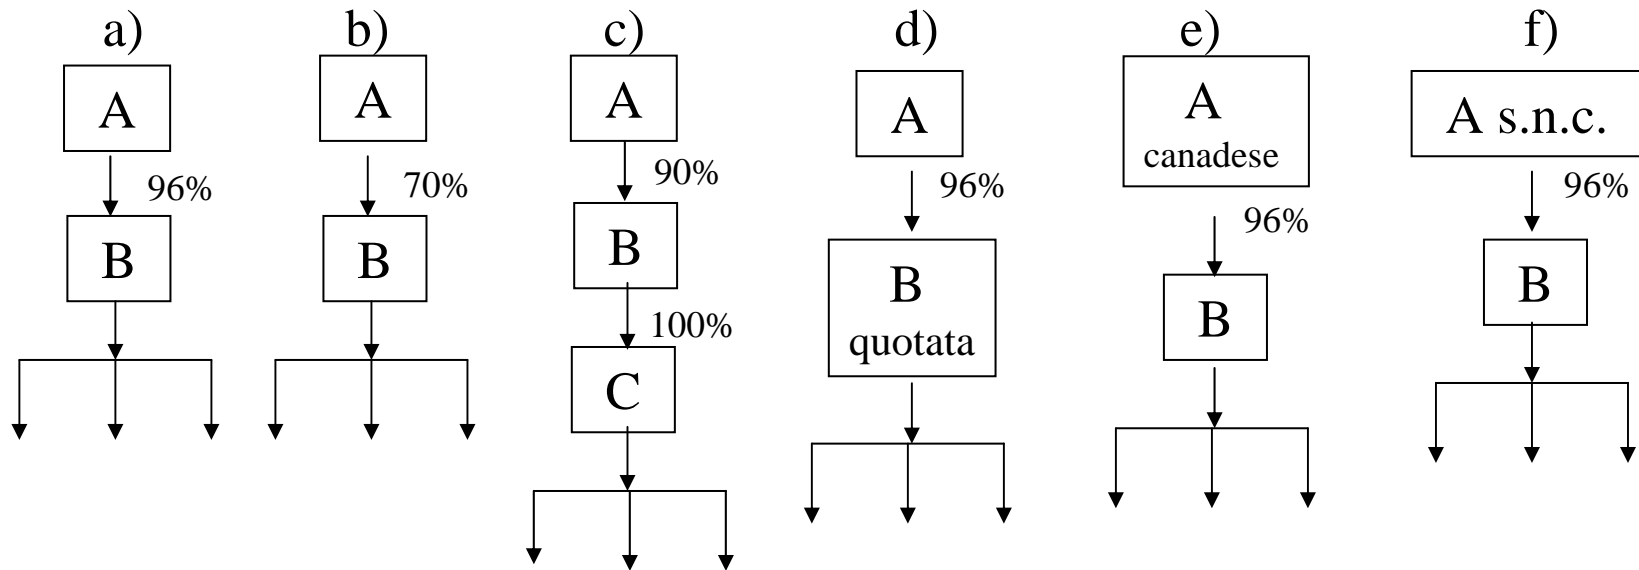 a)
A
96%
B
b)
A
70%
B
c)
A
90%
B
100%
C
d)
A
96%
B
quotata
e)
A
canadese
96%
B
f)
A s.n.c.
96%
B